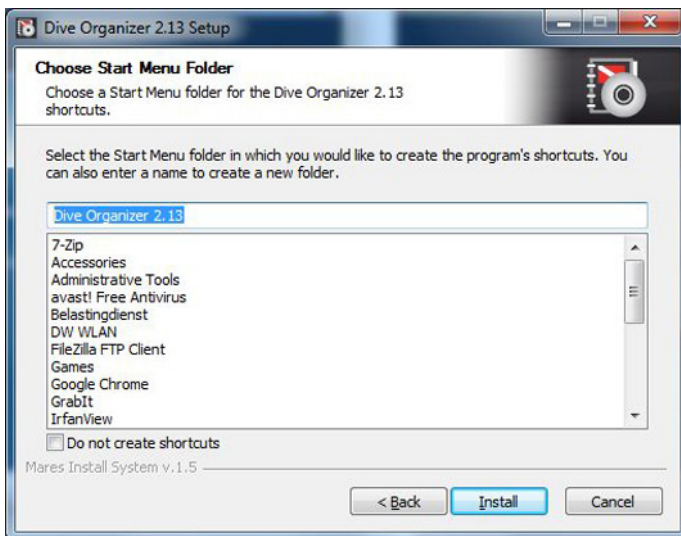 Dive Organizer 2.13 Setup
Choose Start Menu Folder
Choose a Start Menu folder for the Dive Organizer 2.13
shortcuts.
Select the Start Menu folder in which you would like to create the program's shortcuts. You
can also enter a name to create a new folder.
Dive Organizer 2.13
7-Zip
Accessories
Administrative Tools
avast! Free Antivirus
Belastingdienst
DW WLAN
FileZilla FTP Client
Games
Google Chrome
GrabIt
IrfanView
Do not create shortcuts
Mares Install System v.1.5
< Back Install Cancel